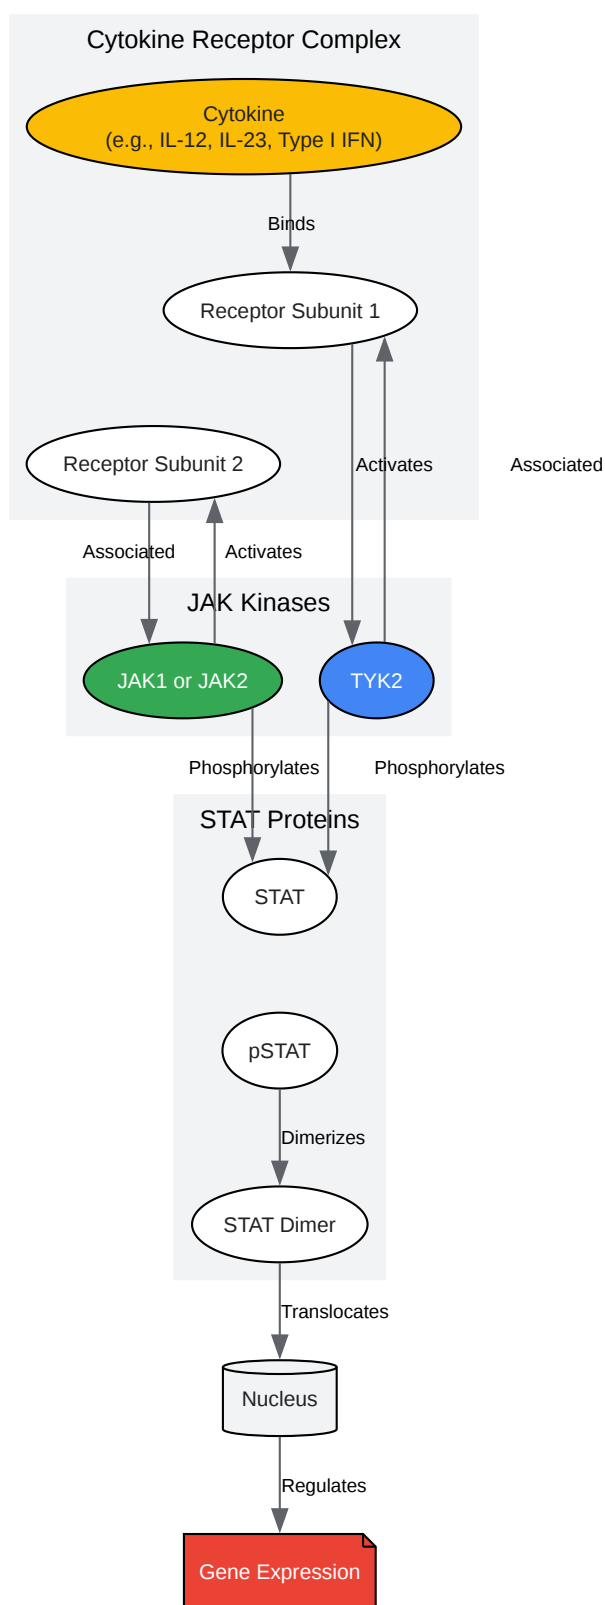 Cytokine Receptor Complex
Cytokine
(e.g., IL-12, IL-23, Type I IFN)
Binds
Receptor Subunit 1
Receptor Subunit 2
Activates
Associated
Associated
Activates
JAK Kinases
JAK1 or JAK2
TYK2
Phosphorylates
Phosphorylates
STAT Proteins
STAT
pSTAT
Dimerizes
STAT Dimer
Translocates
Nucleus
Regulates
Gene Expression